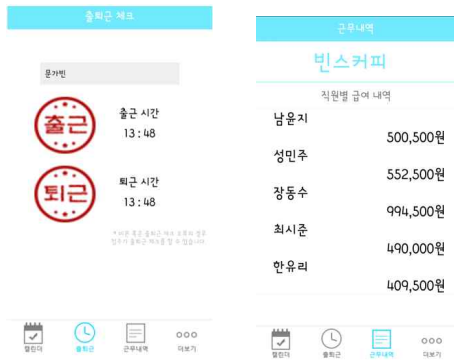 출퇴근 체크
문가빈
출근
출근 시간
13 : 48
퇴근
퇴근 시간
13 : 48
캘린더
출퇴근
근무내역
더보기
근무내역
빈스커피
직원별 급여 내역
남윤지
500,500원
성민주
552,500원
장동수
994,500원
최시준
490,000원
한유리
409,500원
캘린더
출퇴근
근무내역
더보기